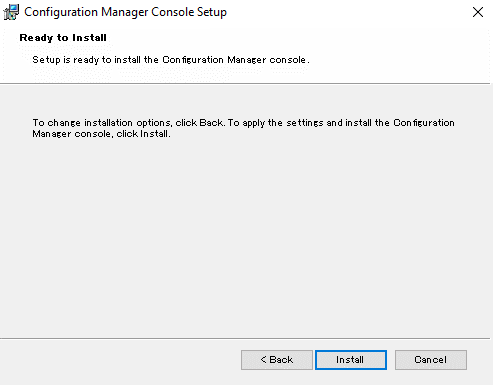 Configuration Manager Console Setup
Ready to Install
Setup is ready to install the Configuration Manager console.
To change installation options, click Back. To apply the settings and install the Configuration
Manager console, click Install.
< Back
Install
Cancel